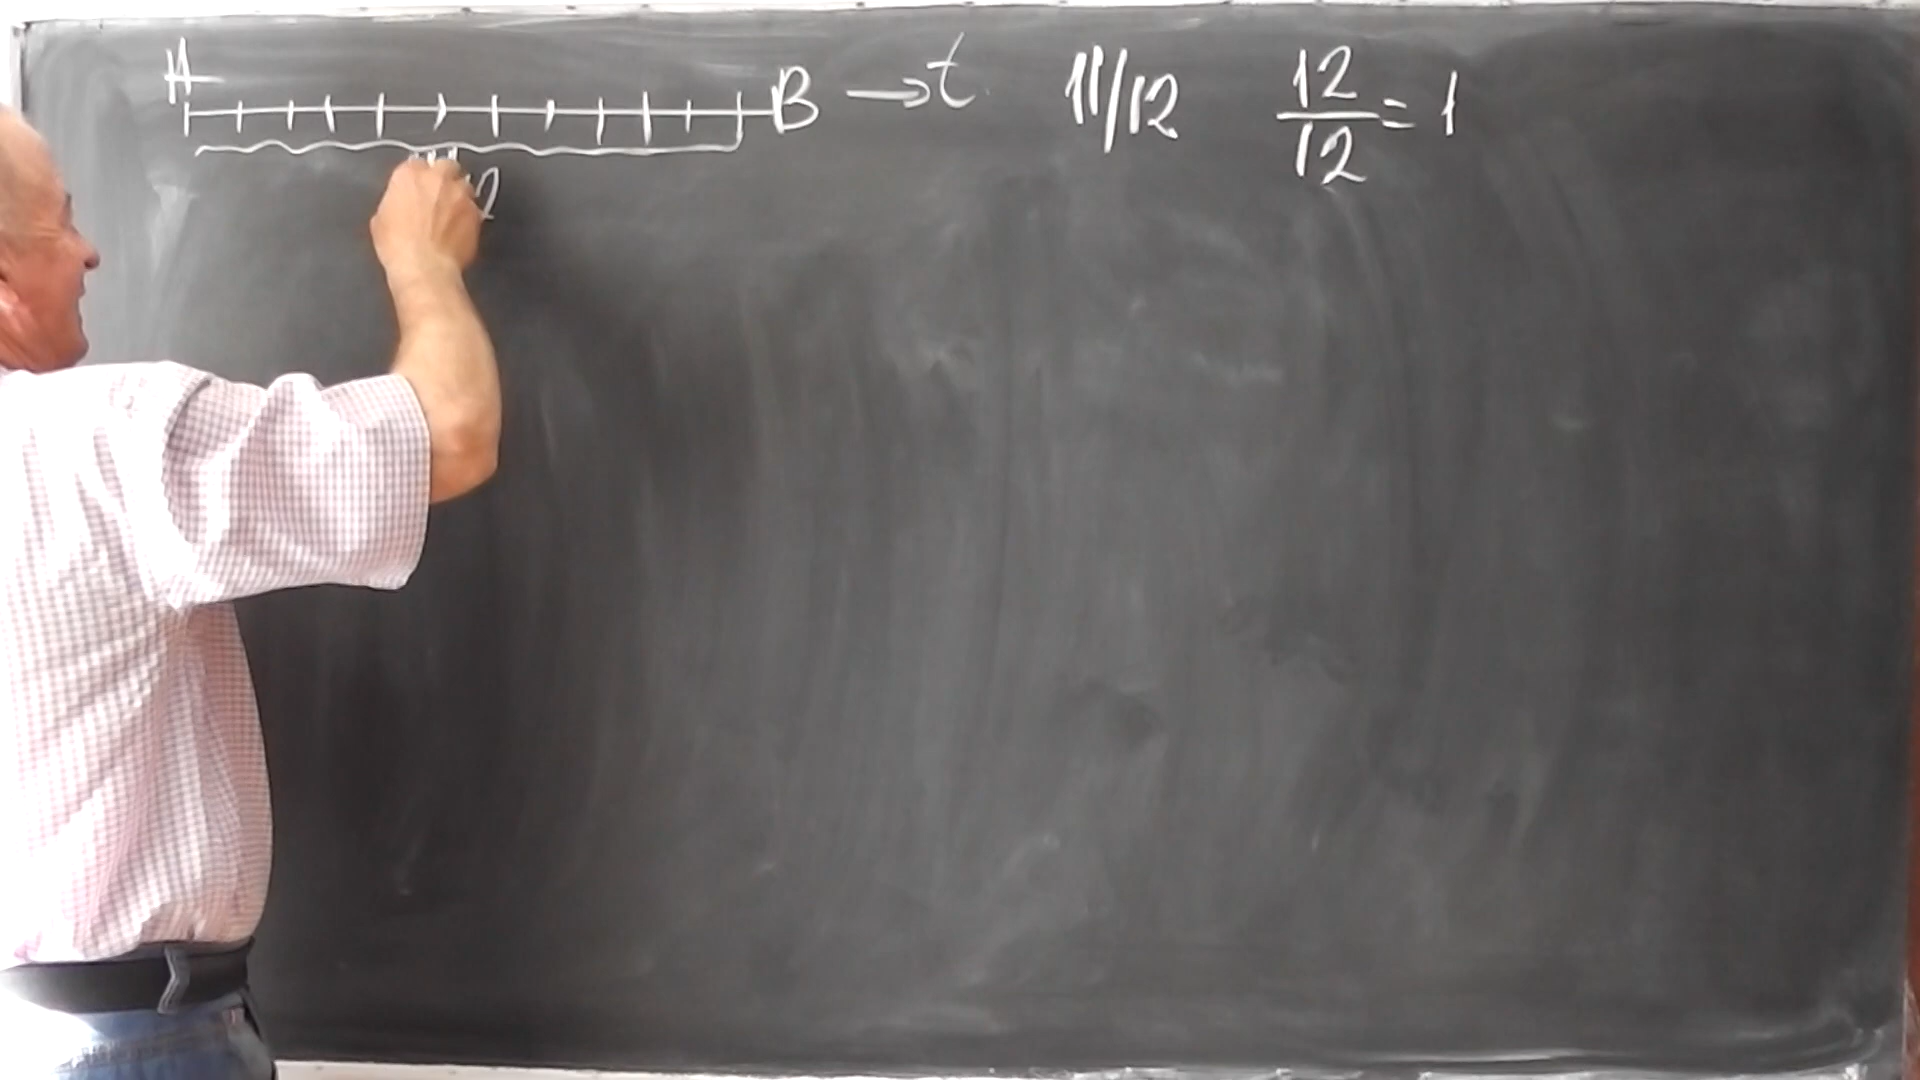 A B → t 11/12 12/12 = 1